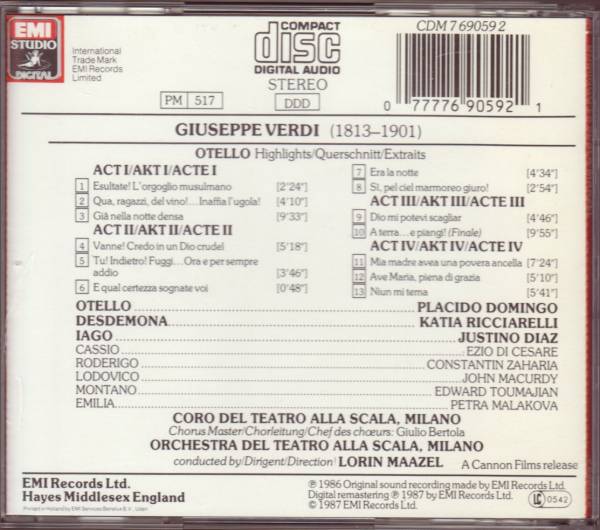 EMI
STUDIO
DIGITAL
International
Trade Mark
EMI Records
Limited
COMPACT
disc
DIGITAL AUDIO
STEREO
PM 517
DDD
CDM 7 69059 2
0 77776 90592 1
GIUSEPPE VERDI (1813–1901)
OTELLO Highlights/Querschnitt/Extraits
ACT I/AKT I/ACTE I
1 Esultate! L'orgoglio musulmano [2'24"]
2 Qua, ragazzi, del vino!... Inaffia l'ugola! [4'10"]
3 Già nella notte densa [9'33"]
ACT II/AKT II/ACTE II
4 Vanne! Credo in un Dio crudel [5'18"]
5 Tu! Indietro! Fuggi... Ora e per sempre
addio [3'46"]
6 E qual certezza sognate voi [0'48"]
7 Era la notte [4'34"]
8 Sì, pel ciel marmoreo giuro! [2'54"]
ACT III/AKT III/ACTE III
9 Dio mi potevi scagliar [4'46"]
10 A terra... e piangi! (Finale) [9'55"]
ACT IV/AKT IV/ACTE IV
11 Mia madre avea una povera ancella [7'24"]
12 Ave Maria, piena di grazia [5'10"]
13 Niun mi tema [5'41"]
OTELLO PLACIDO DOMINGO
DESDEMONA KATIA RICCIARELLI
IAGO JUSTINO DIAZ
CASSIO EZIO DI CESARE
RODERIGO CONSTANTIN ZAHARIA
LODOVICO JOHN MACURDY
MONTANO EDWARD TOUMAJIAN
EMILIA PETRA MALAKOVA
CORO DEL TEATRO ALLA SCALA, MILANO
Chorus Master/Chorleitung/Chef des chœurs: Giulio Bertola
ORCHESTRA DEL TEATRO ALLA SCALA, MILANO
conducted by/Dirigent/Direction LORIN MAAZEL
A Cannon Films release
EMI Records Ltd.
Hayes Middlesex England
Printed in Holland by EMI Services Benelux B.V., Uden
℗ 1986 Original sound recording made by EMI Records Ltd.
Digital remastering ℗ 1987 by EMI Records Ltd.
© 1987 by EMI Records Ltd.
LC 0542